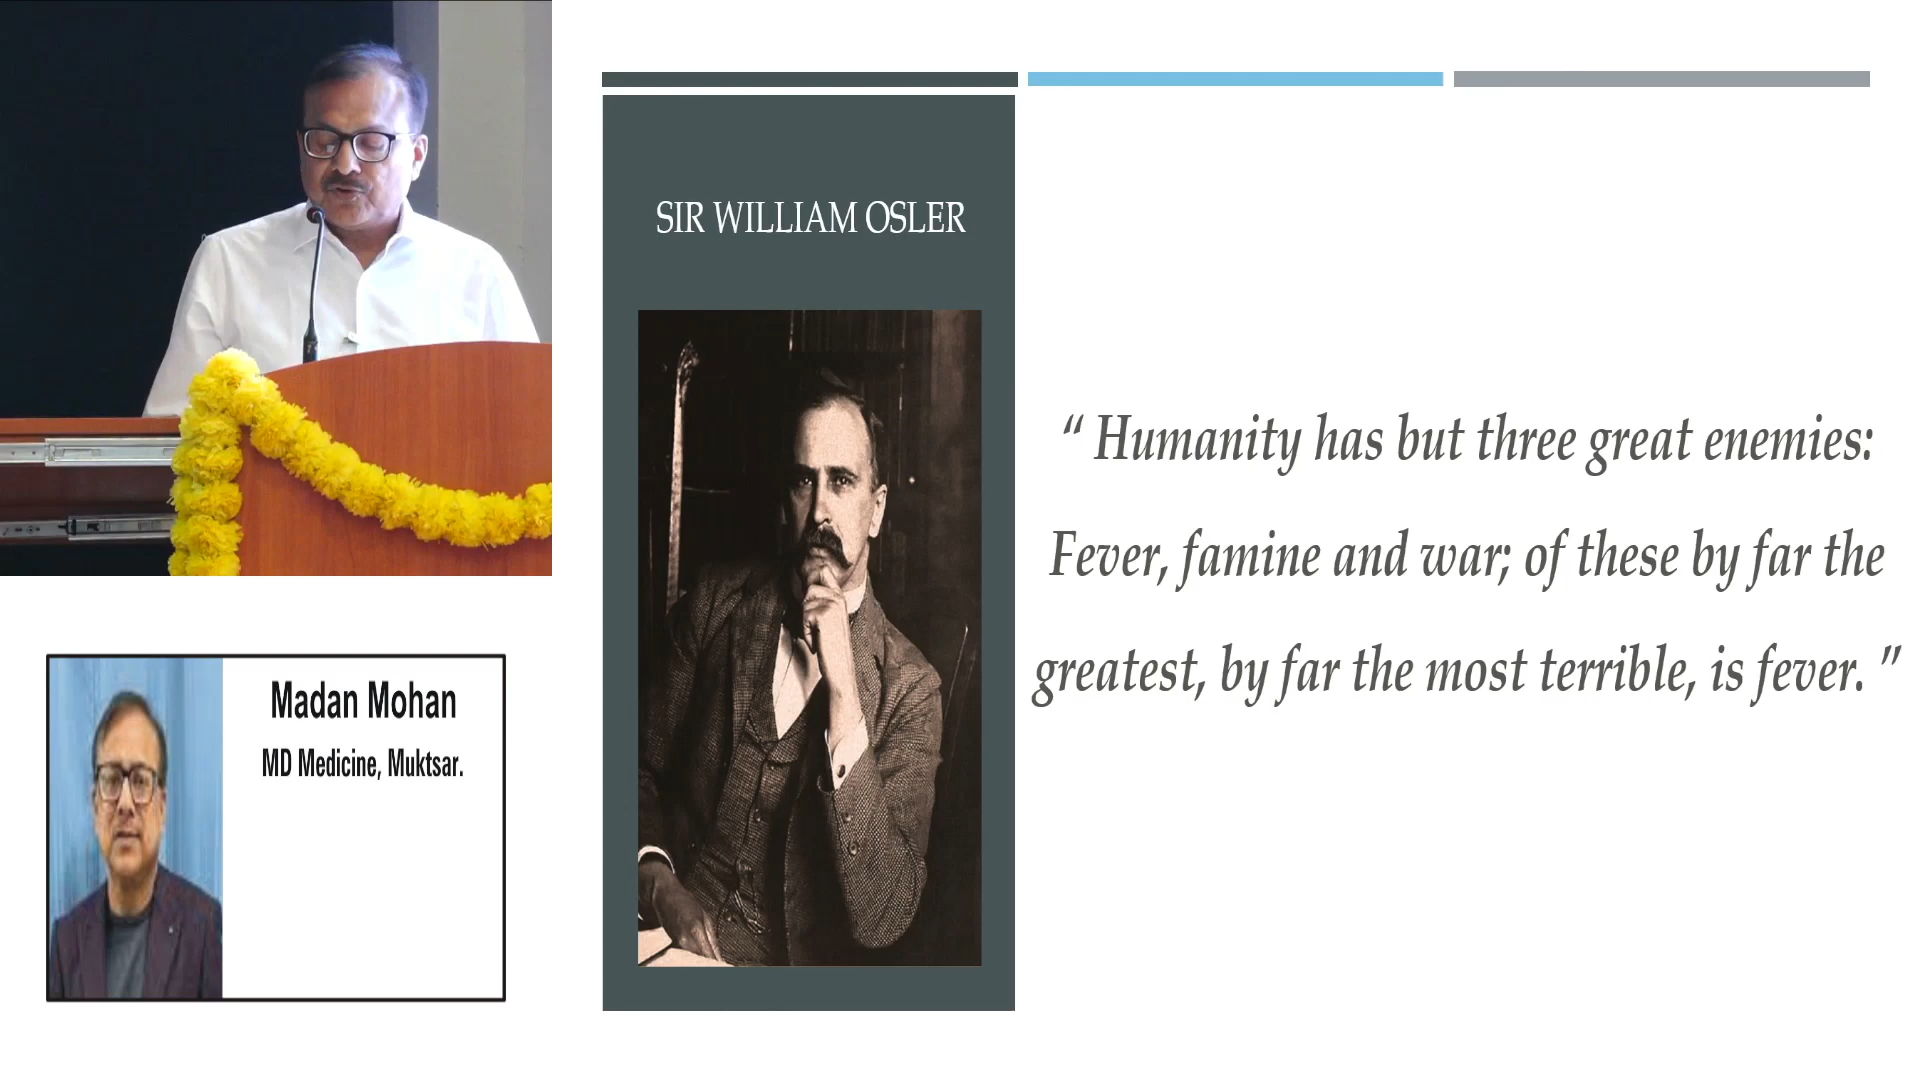 SIR WILLIAM OSLER
“ Humanity has but three great enemies:
Fever, famine and war; of these by far the
greatest, by far the most terrible, is fever. ”
Madan Mohan
MD Medicine, Muktsar.